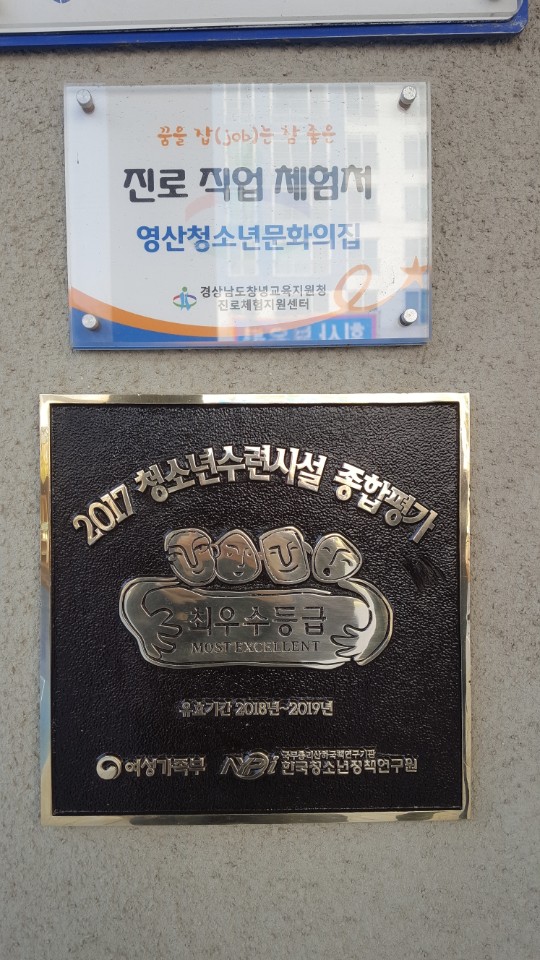 꿈을 잡(job)는 참 좋은
진로 직업 체험처
영산청소년문화의집
경상남도창녕교육지원청
진로체험지원센터
2017 청소년수련시설 종합평가
최우수등급
MOST EXCELLENT
유효기간 2018년~2019년
여성가족부
NYPi
국무총리산하국책연구기관
한국청소년정책연구원